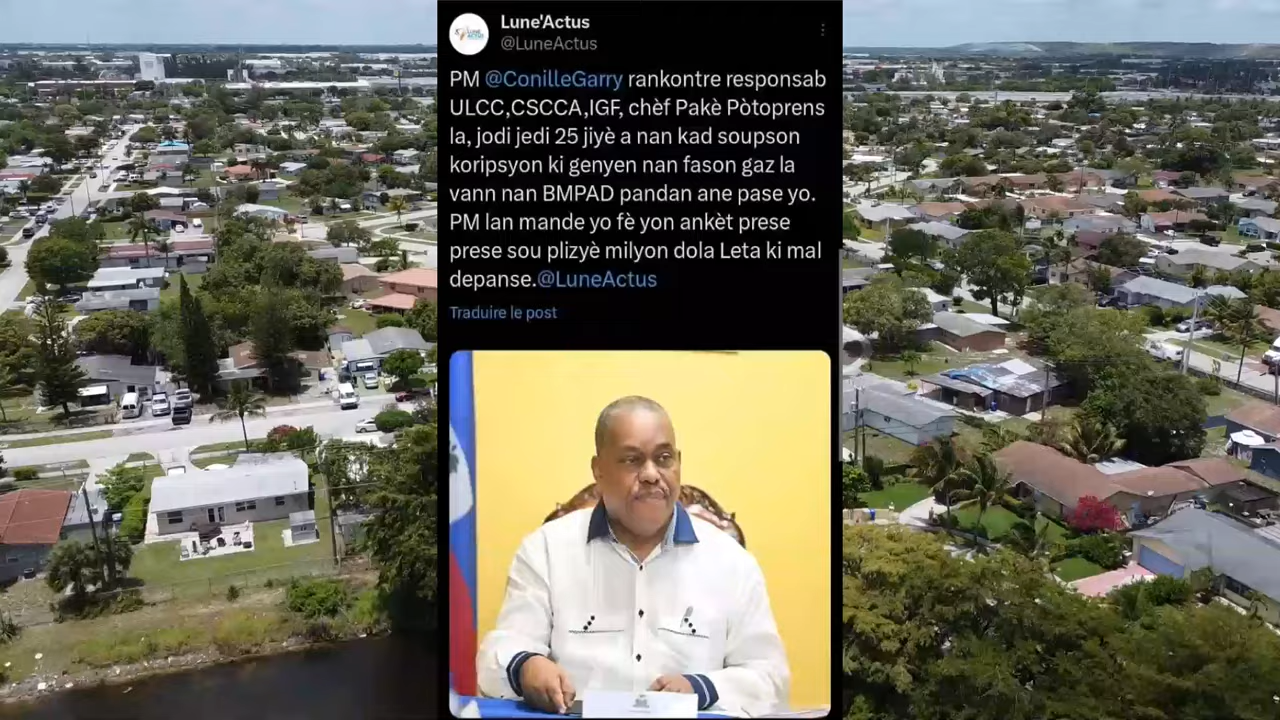 Lune'Actus
@LuneActus
PM @ConilleGarry rankontre responsab
ULCC,CSCCA,IGF, chèf Pakè Pòtoprens
la, jodi jedi 25 jiyè a nan kad soupson
koripsyon ki genyen nan fason gaz la
vann nan BMPAD pandan ane pase yo.
PM lan mande yo fè yon ankèt prese
prese sou plizyè milyon dola Leta ki mal
depanse.@LuneActus
Traduire le post